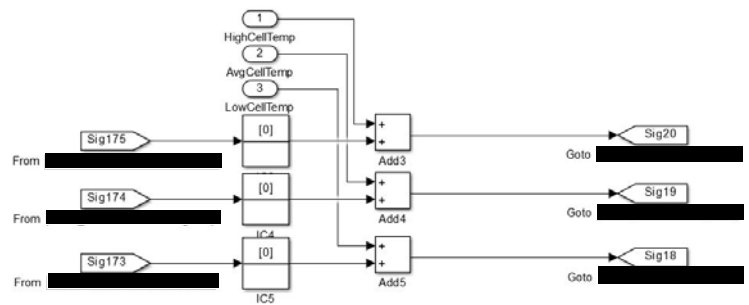 1
HighCellTemp
2
AvgCellTemp
3
LowCellTemp
Sig175
[0]
+
+
Add3
Sig20
From
Goto
Sig174
[0]
+
+
Add4
Sig19
From
IC4
Goto
Sig173
[0]
+
+
Add5
Sig18
From
IC5
Goto